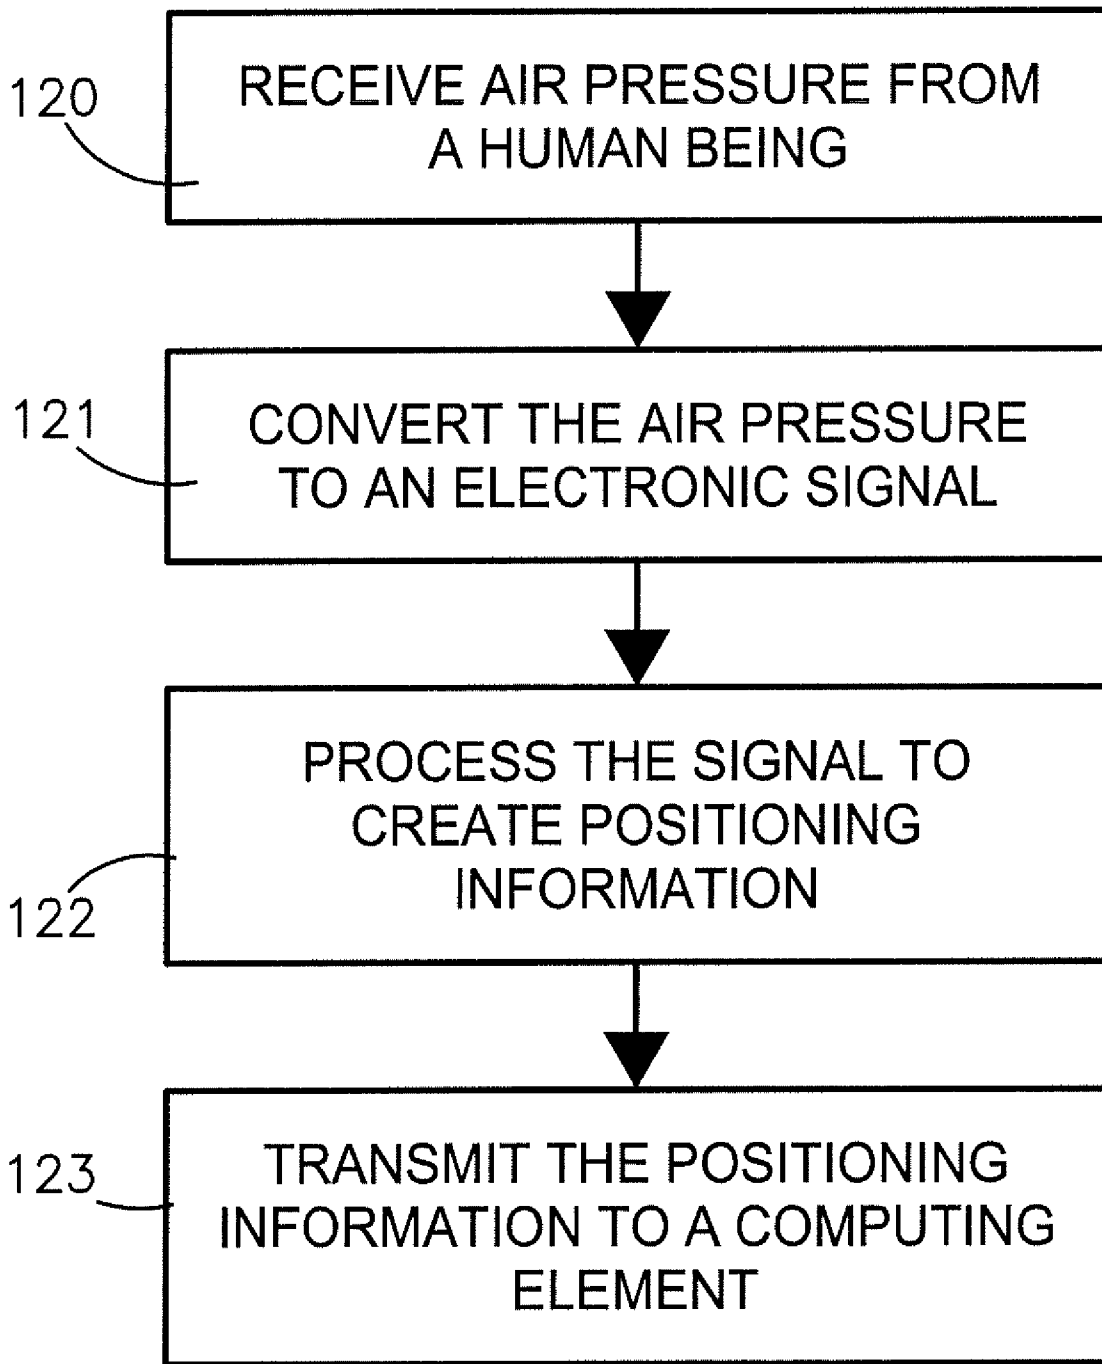 120
RECEIVE AIR PRESSURE FROM
A HUMAN BEING
121
CONVERT THE AIR PRESSURE
TO AN ELECTRONIC SIGNAL
PROCESS THE SIGNAL TO
CREATE POSITIONING
INFORMATION
122
123
TRANSMIT THE POSITIONING
INFORMATION TO A COMPUTING
ELEMENT